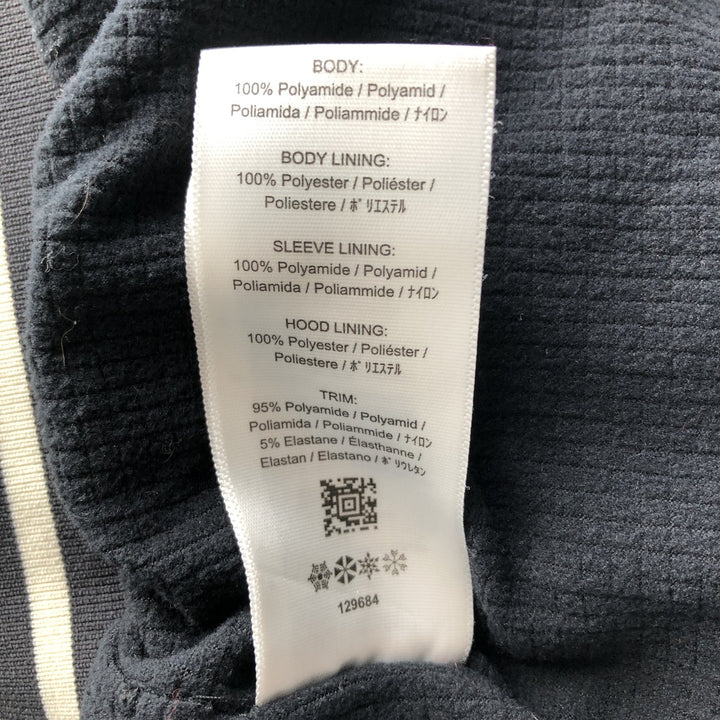 BODY:
100% Polyamide / Polyamid /
Poliamida / Poliammide / ﾅｲﾛﾝ
BODY LINING:
100% Polyester / Poliéster /
Poliestere / ﾎﾟﾘｴｽﾃﾙ
SLEEVE LINING:
100% Polyamide / Polyamid /
Poliamida / Poliammide / ﾅｲﾛﾝ
HOOD LINING:
100% Polyester / Poliéster /
Poliestere / ﾎﾟﾘｴｽﾃﾙ
TRIM:
95% Polyamide / Polyamid /
Poliamida / Poliammide / ﾅｲﾛﾝ
5% Elastane / Élasthanne /
Elastan / Elastano / ﾎﾟﾘｳﾚﾀﾝ
129684